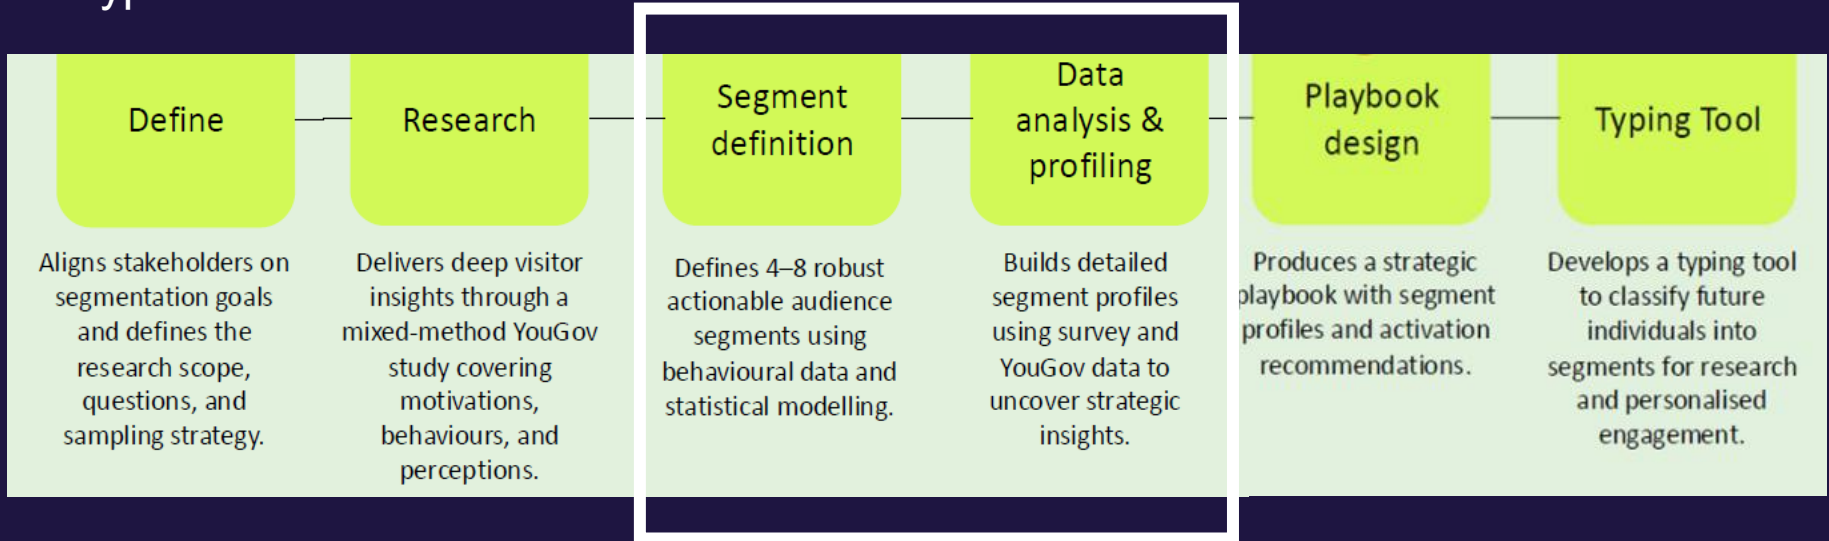 Define
Research
Segment
definition
Data
analysis &
profiling
Playbook
design
Typing Tool
Aligns stakeholders on
segmentation goals
and defines the
research scope,
questions, and
sampling strategy.
Delivers deep visitor
insights through a
mixed-method YouGov
study covering
motivations,
behaviours, and
perceptions.
Defines 4–8 robust
actionable audience
segments using
behavioural data and
statistical modelling.
Builds detailed
segment profiles
using survey and
YouGov data to
uncover strategic
insights.
Produces a strategic
playbook with segment
profiles and activation
recommendations.
Develops a typing tool
to classify future
individuals into
segments for research
and personalised
engagement.